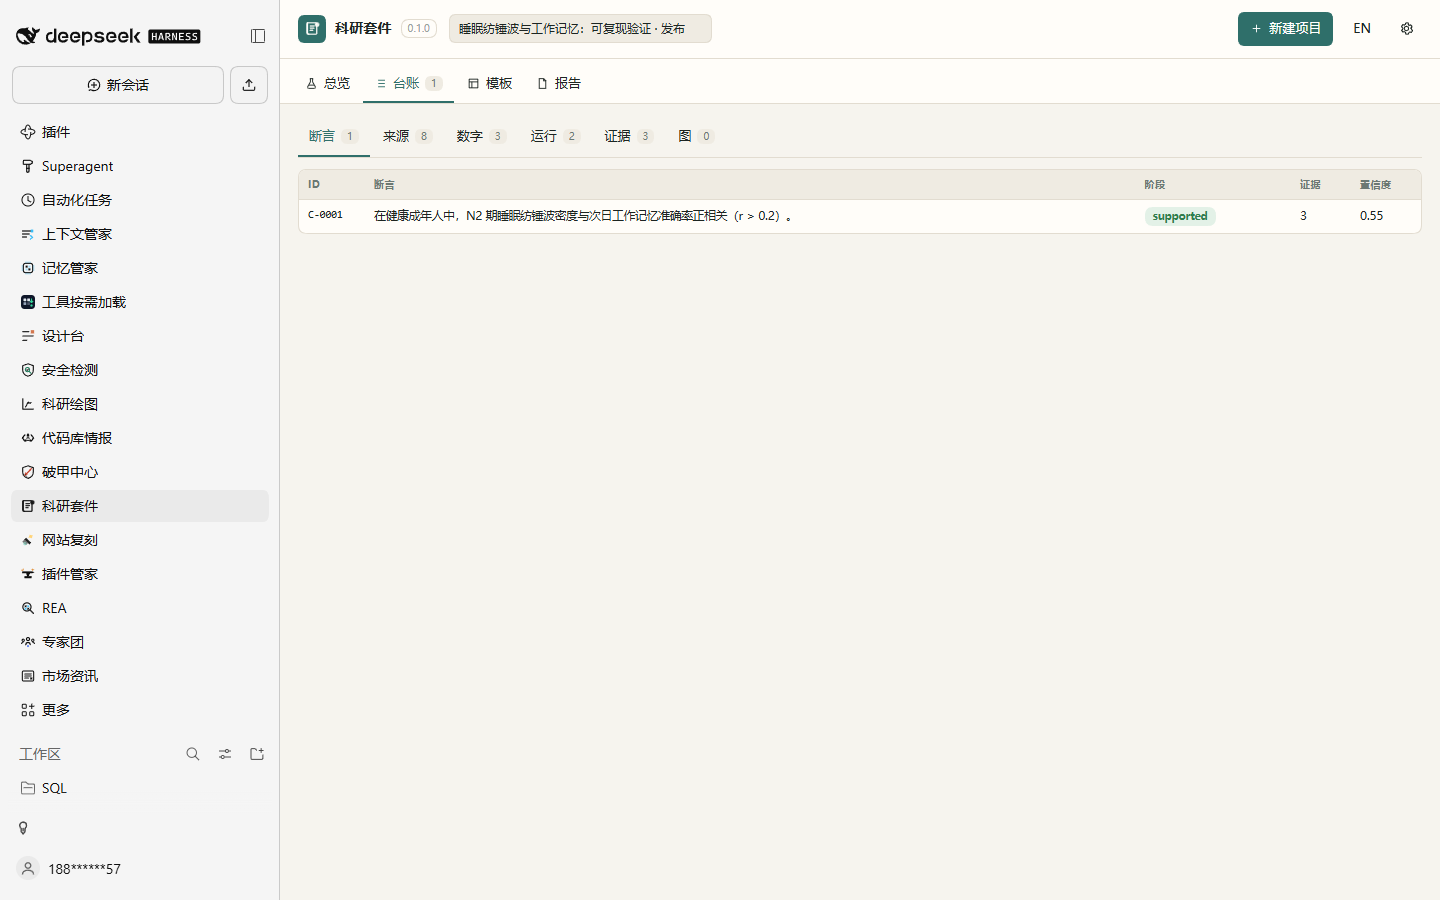 deepseek HARNESS
新会话
插件
Superagent
自动化任务
上下文管家
记忆管家
工具按需加载
设计台
安全检测
科研绘图
代码库情报
破甲中心
科研套件
网站复刻
插件管家
REA
专家团
市场资讯
更多
工作区
SQL
188******57
科研套件 0.1.0 睡眠纺锤波与工作记忆：可复现验证 · 发布
新建项目 EN
总览 台账 1 模板 报告
断言 1 来源 8 数字 3 运行 2 证据 3 图 0
ID 断言 阶段 证据 置信度
C-0001 在健康成年人中，N2 期睡眠纺锤波密度与次日工作记忆准确率正相关（r > 0.2）。 supported 3 0.55